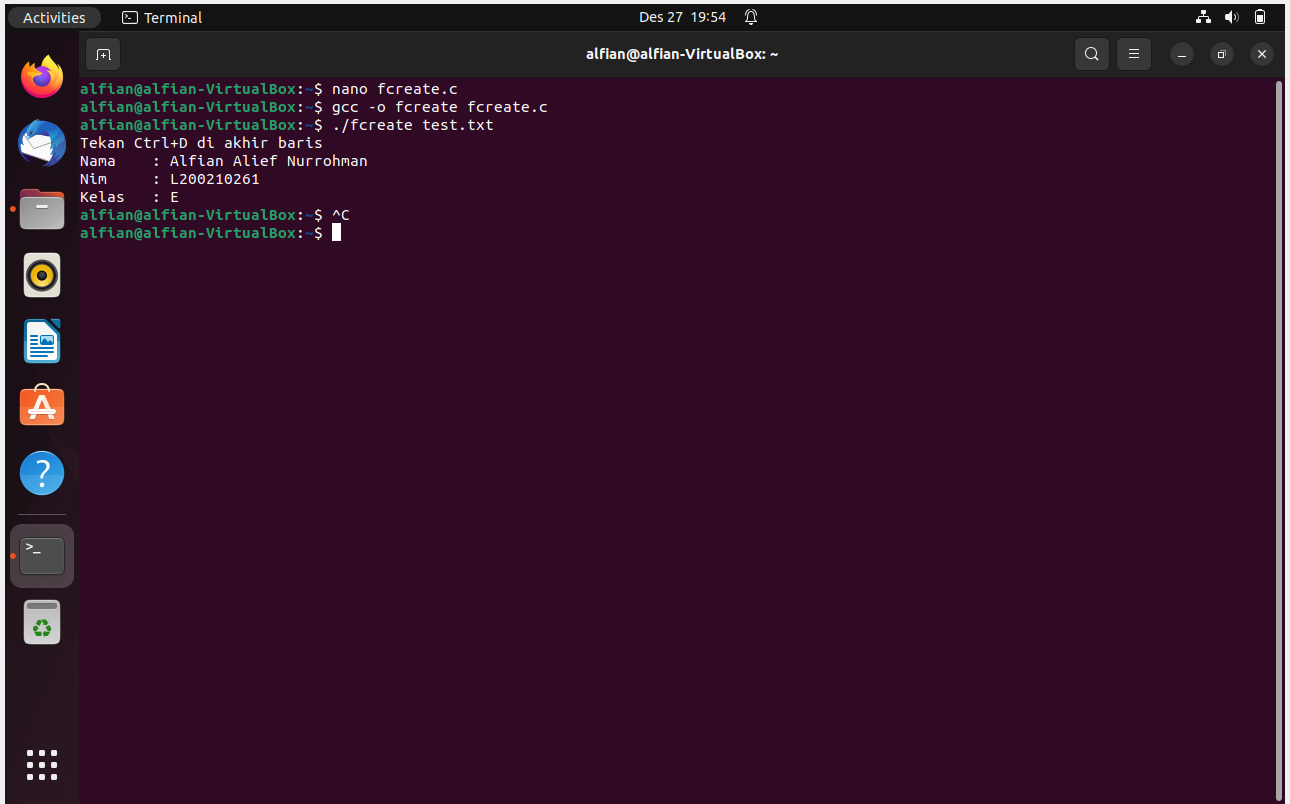 Activities Terminal Des 27 19:54
alfian@alfian-VirtualBox: ~
alfian@alfian-VirtualBox:~$ nano fcreate.c
alfian@alfian-VirtualBox:~$ gcc -o fcreate fcreate.c
alfian@alfian-VirtualBox:~$ ./fcreate test.txt
Tekan Ctrl+D di akhir baris
Nama    : Alfian Alief Nurrohman
Nim     : L200210261
Kelas   : E
alfian@alfian-VirtualBox:~$ ^C
alfian@alfian-VirtualBox:~$